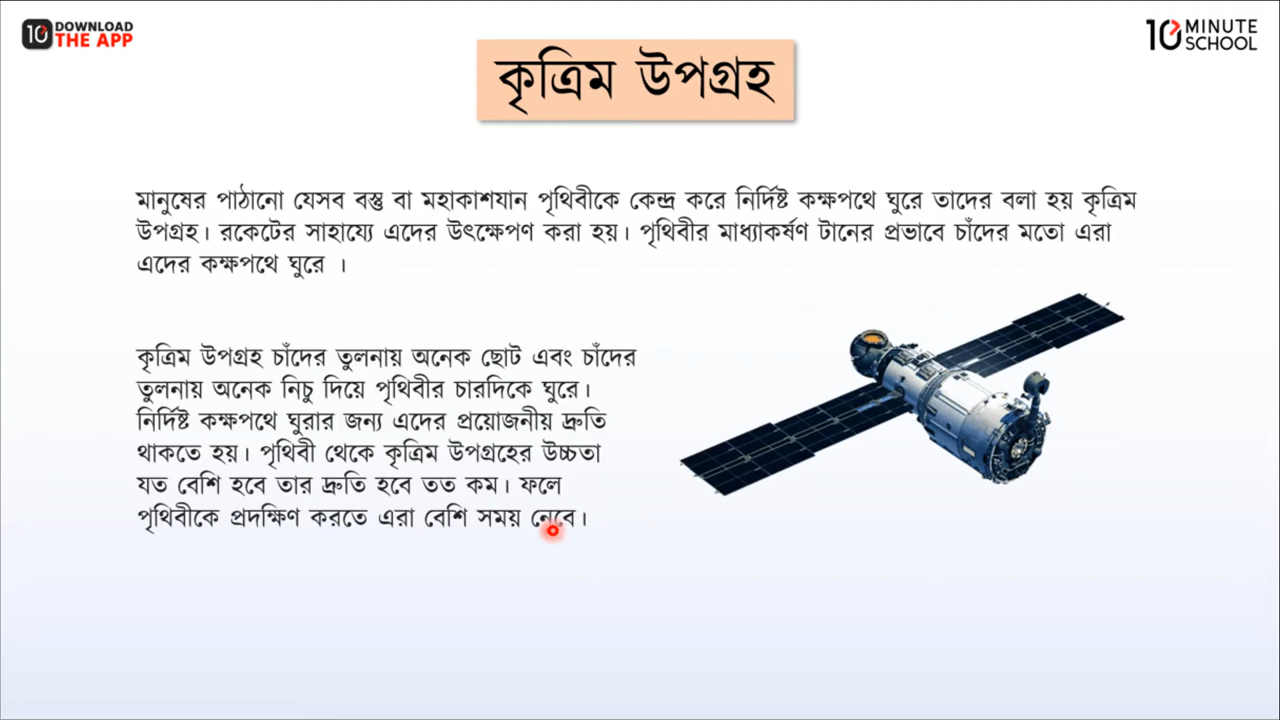 DOWNLOAD
THE APP
10 MINUTE
SCHOOL
কৃত্রিম উপগ্রহ
মানুষের পাঠানো যেসব বস্তু বা মহাকাশযান পৃথিবীকে কেন্দ্র করে নির্দিষ্ট কক্ষপথে ঘুরে তাদের বলা হয় কৃত্রিম
উপগ্রহ। রকেটের সাহায্যে এদের উৎক্ষেপণ করা হয়। পৃথিবীর মাধ্যাকর্ষণ টানের প্রভাবে চাঁদের মতো এরা
এদের কক্ষপথে ঘুরে ।
কৃত্রিম উপগ্রহ চাঁদের তুলনায় অনেক ছোট এবং চাঁদের
তুলনায় অনেক নিচু দিয়ে পৃথিবীর চারদিকে ঘুরে।
নির্দিষ্ট কক্ষপথে ঘুরার জন্য এদের প্রয়োজনীয় দ্রুতি
থাকতে হয়। পৃথিবী থেকে কৃত্রিম উপগ্রহের উচ্চতা
যত বেশি হবে তার দ্রুতি হবে তত কম। ফলে
পৃথিবীকে প্রদক্ষিণ করতে এরা বেশি সময় নেবে।